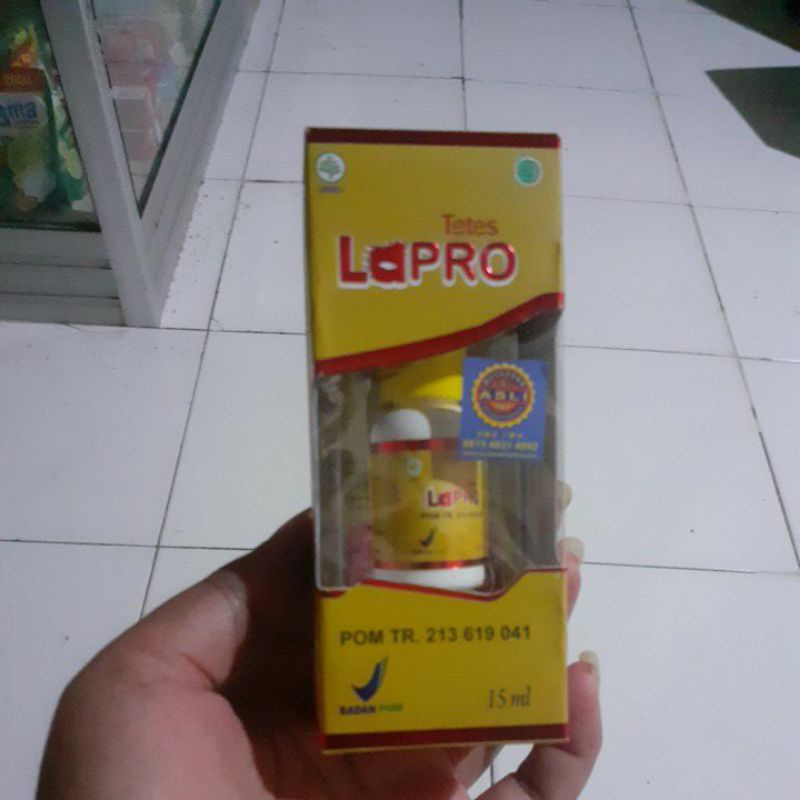 Tetes
LaPRO
ASLI
LaPRO
POM TR. 213 619 041
BADAN POM
15 ml